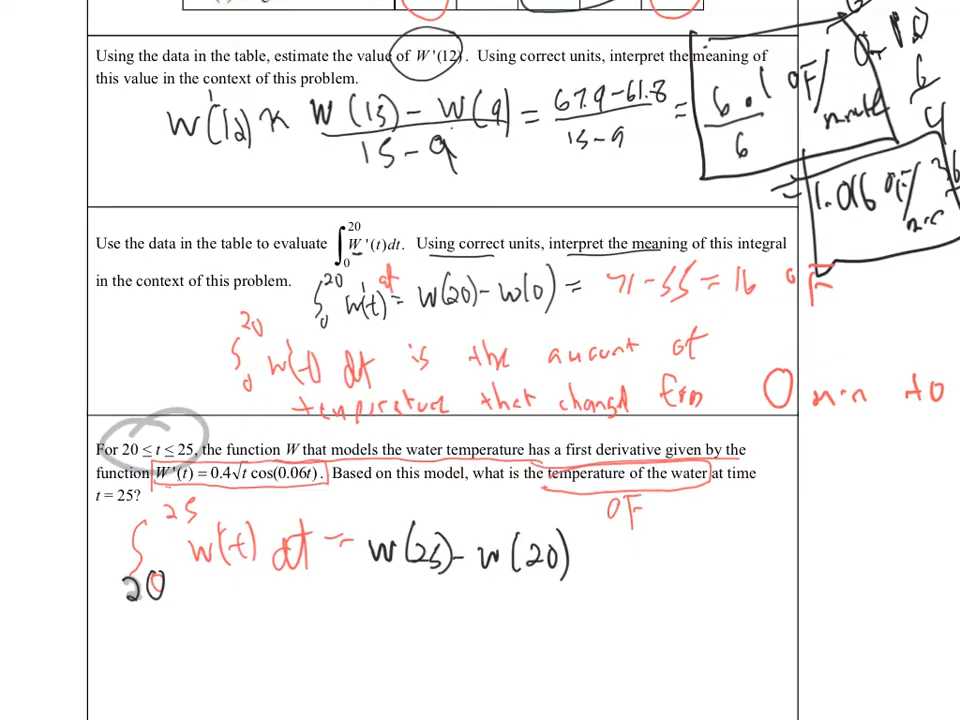 Using the data in the table, estimate the value of W'(12). Using correct units, interpret the meaning of
this value in the context of this problem.
W'(12) ≈ W(15) - W(9) / 15 - 9 = 67.9 - 61.8 / 15 - 9 = 6.1 / 6 °F/minute
= 1.016 °F/min
Use the data in the table to evaluate ∫₀²⁰ W'(t)dt. Using correct units, interpret the meaning of this integral
in the context of this problem.
∫₀²⁰ W'(t) dt = W(20) - W(0) = 71 - 55 = 16 °F
∫₀²⁰ W'(t) dt is the amount of
temperature that changed from 0 min to
For 20 ≤ t ≤ 25, the function W that models the water temperature has a first derivative given by the
function W'(t) = 0.4√t cos(0.06t). Based on this model, what is the temperature of the water at time
t = 25?
°F
∫₂₀²⁵ W'(t) dt = W(25) - W(20)